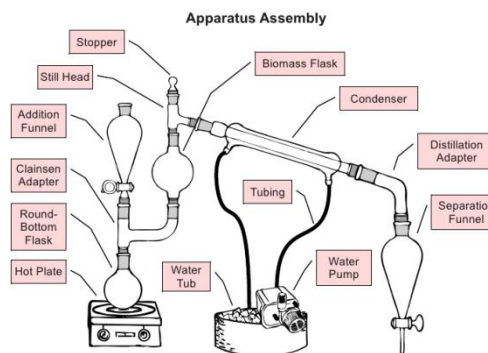 Apparatus Assembly
Stopper
Biomass Flask
Still Head
Condenser
Addition
Funnel
Distillation
Adapter
Clainsen
Adapter
Tubing
Separation
Funnel
Round-
Bottom
Flask
Water
Pump
Water
Tub
Hot Plate